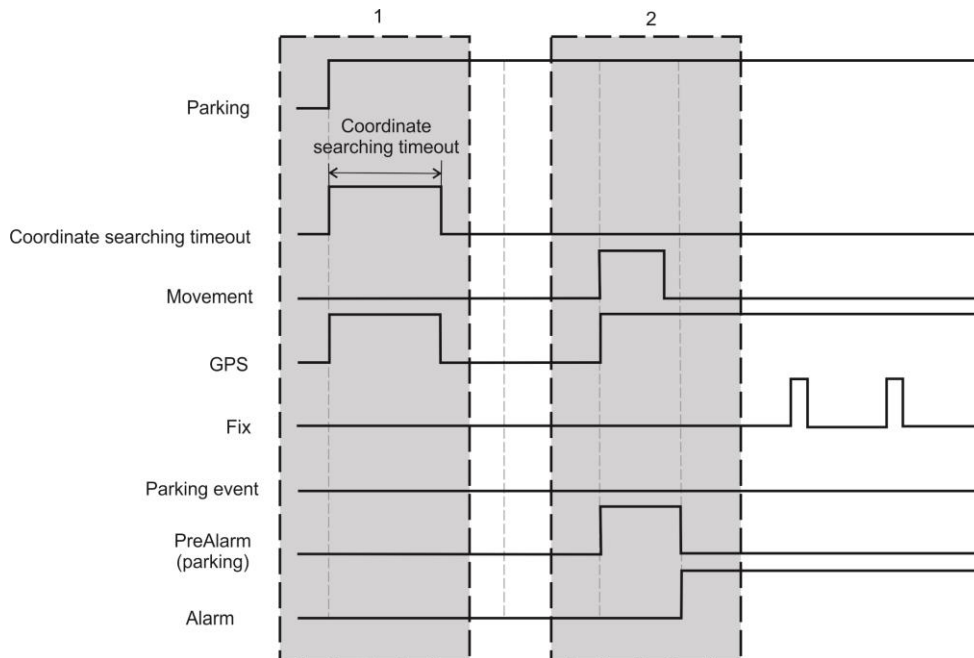 1
2
Parking
Coordinate
searching timeout
Coordinate searching timeout
Movement
GPS
Fix
Parking event
PreAlarm
(parking)
Alarm